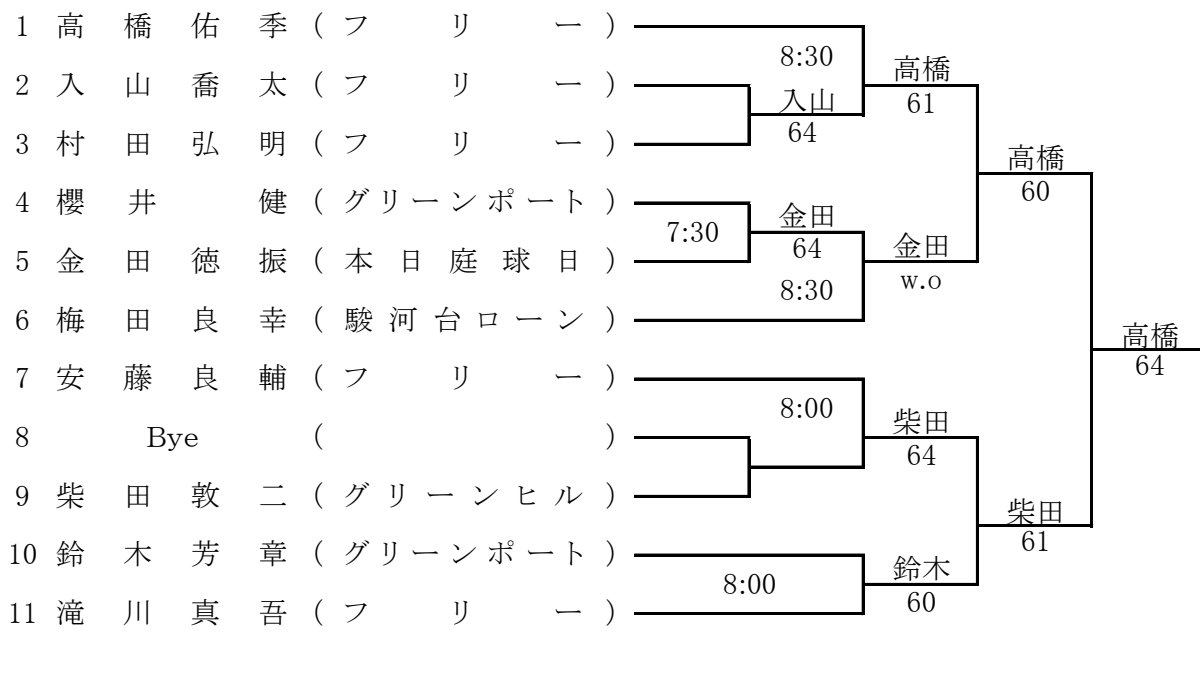 1 高橋佑季 (フリー)
8:30
高橋
2 入山喬太 (フリー)
入山
61
64
3 村田弘明 (フリー)
高橋
60
4 櫻井 健 (グリーンポート)
7:30
金田
64
金田
5 金田徳振 (本日庭球日)
8:30
w.o
6 梅田良幸 (駿河台ローン)
高橋
64
7 安藤良輔 (フリー)
8:00
柴田
8 Bye ( )
64
9 柴田敦二 (グリーンヒル)
柴田
61
10 鈴木芳章 (グリーンポート)
8:00
鈴木
60
11 滝川真吾 (フリー)